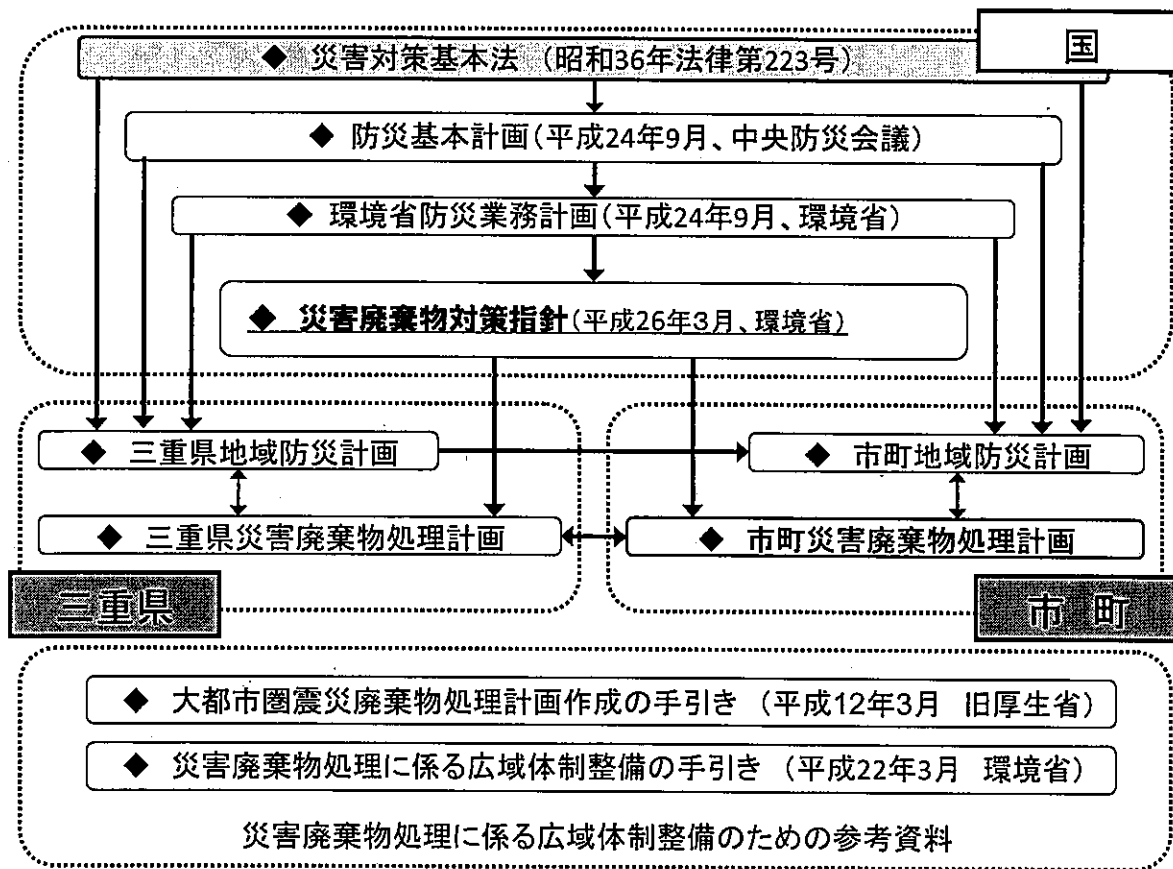 国
◆ 災害対策基本法 (昭和36年法律第223号)
◆ 防災基本計画(平成24年9月、中央防災会議)
◆ 環境省防災業務計画(平成24年9月、環境省)
◆ 災害廃棄物対策指針(平成26年3月、環境省)
◆ 三重県地域防災計画
◆ 市町地域防災計画
◆ 三重県災害廃棄物処理計画
◆ 市町災害廃棄物処理計画
三重県
市 町
◆ 大都市圏震災廃棄物処理計画作成の手引き (平成12年3月 旧厚生省)
◆ 災害廃棄物処理に係る広域体制整備の手引き (平成22年3月 環境省)
災害廃棄物処理に係る広域体制整備のための参考資料